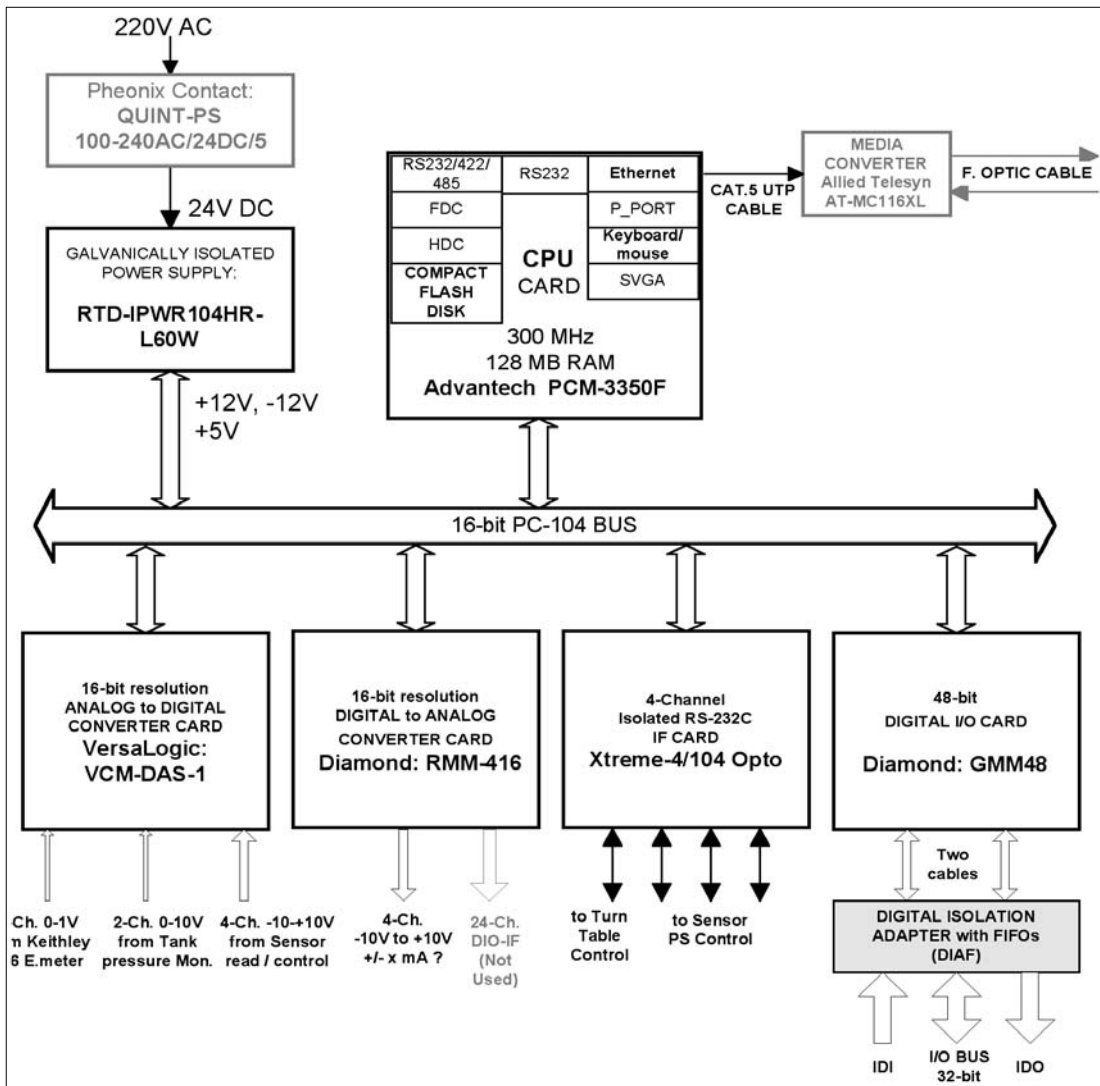 220V AC
Pheonix Contact:
QUINT-PS
100-240AC/24DC/5
24V DC
GALVANICALLY ISOLATED
POWER SUPPLY:
RTD-IPWR104HR-
L60W
+12V, -12V
+5V
RS232/422/
485
RS232
Ethernet
FDC
P_PORT
HDC
Keyboard/
mouse
COMPACT
FLASH
DISK
CPU
CARD
SVGA
300 MHz
128 MB RAM
Advantech PCM-3350F
CAT.5 UTP
CABLE
MEDIA
CONVERTER
Allied Telesyn
AT-MC116XL
F. OPTIC CABLE
16-bit PC-104 BUS
16-bit resolution
ANALOG to DIGITAL
CONVERTER CARD
VersaLogic:
VCM-DAS-1
16-bit resolution
DIGITAL to ANALOG
CONVERTER CARD
Diamond: RMM-416
4-Channel
Isolated RS-232C
IF CARD
Xtreme-4/104 Opto
48-bit
DIGITAL I/O CARD
Diamond: GMM48
-Ch. 0-1V
m Keithley
6 E.meter
2-Ch. 0-10V
from Tank
pressure Mon.
4-Ch. -10-+10V
from Sensor
read / control
4-Ch.
-10V to +10V
+/- x mA ?
24-Ch.
DIO-IF
(Not
Used)
to Turn
Table
Control
to Sensor
PS Control
Two
cables
DIGITAL ISOLATION
ADAPTER with FIFOs
(DIAF)
IDI
I/O BUS
32-bit
IDO